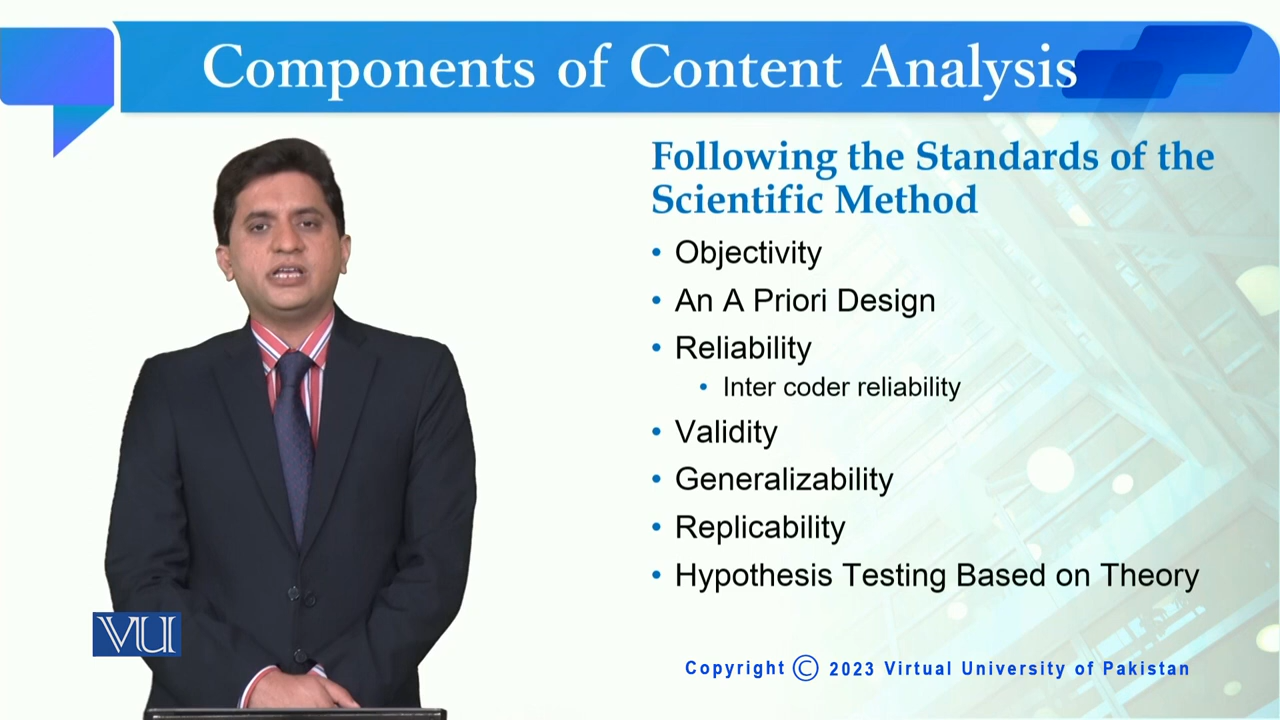 Components of Content Analysis
Following the Standards of the
Scientific Method
• Objectivity
• An A Priori Design
• Reliability
• Inter coder reliability
• Validity
• Generalizability
• Replicability
• Hypothesis Testing Based on Theory
VU
Copyright © 2023 Virtual University of Pakistan